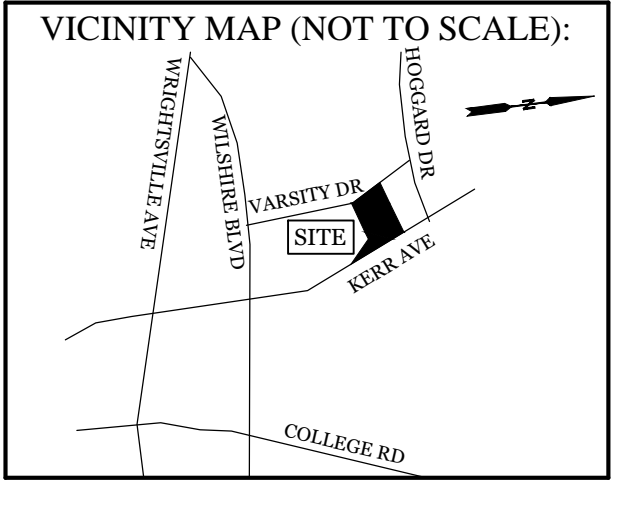 VICINITY MAP (NOT TO SCALE):
WRIGHTSVILLE AVE
WILSHIRE BLVD
HOGGARD DR
N
VARSITY DR
SITE
KERR AVE
COLLEGE RD